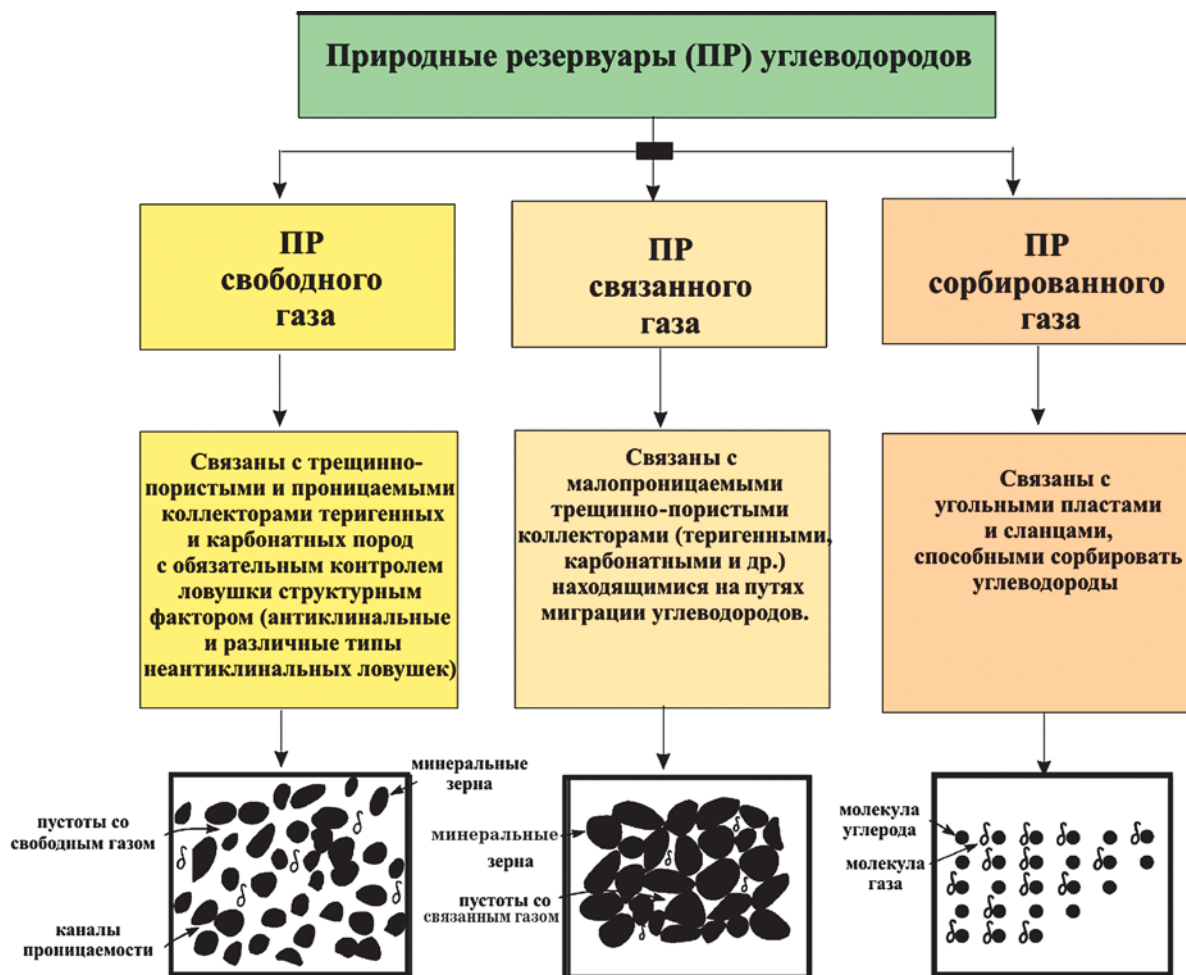 Природные резервуары (ПР) углеводородов
ПР
свободного
газа
ПР
связанного
газа
ПР
сорбированного
газа
Связаны с трещинно-
пористыми и проницаемыми
коллекторами теригенных
и карбонатных пород
с обязательным контролем
ловушки структурным
фактором (антиклинальные
и различные типы
неантиклинальных ловушек)
Связаны с
малопроницаемыми
трещинно-пористыми
коллекторами (теригенными,
карбонатными и др.)
находящимися на путях
миграции углеводородов.
Связаны с
угольными пластами
и сланцами,
способными сорбировать
углеводороды
минеральные
зерна
пустоты со
свободным газом
каналы
проницаемости
минеральные
зерна
пустоты со
связанным газом
молекула
углерода
молекула
газа